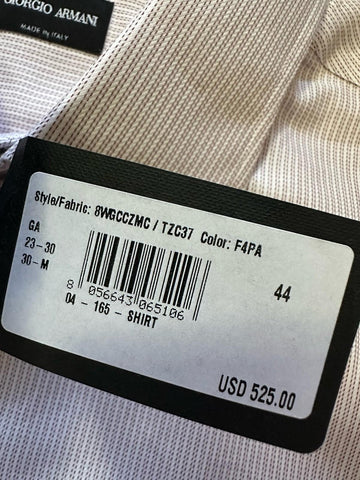 GIORGIO ARMANI
MADE IN ITALY
Style/Fabric: 8WGCCZMC / TZC37 Color: F4PA
GA
23-30
30-M
44
8 056643 065106
04 - 165 - SHIRT
USD 525.00